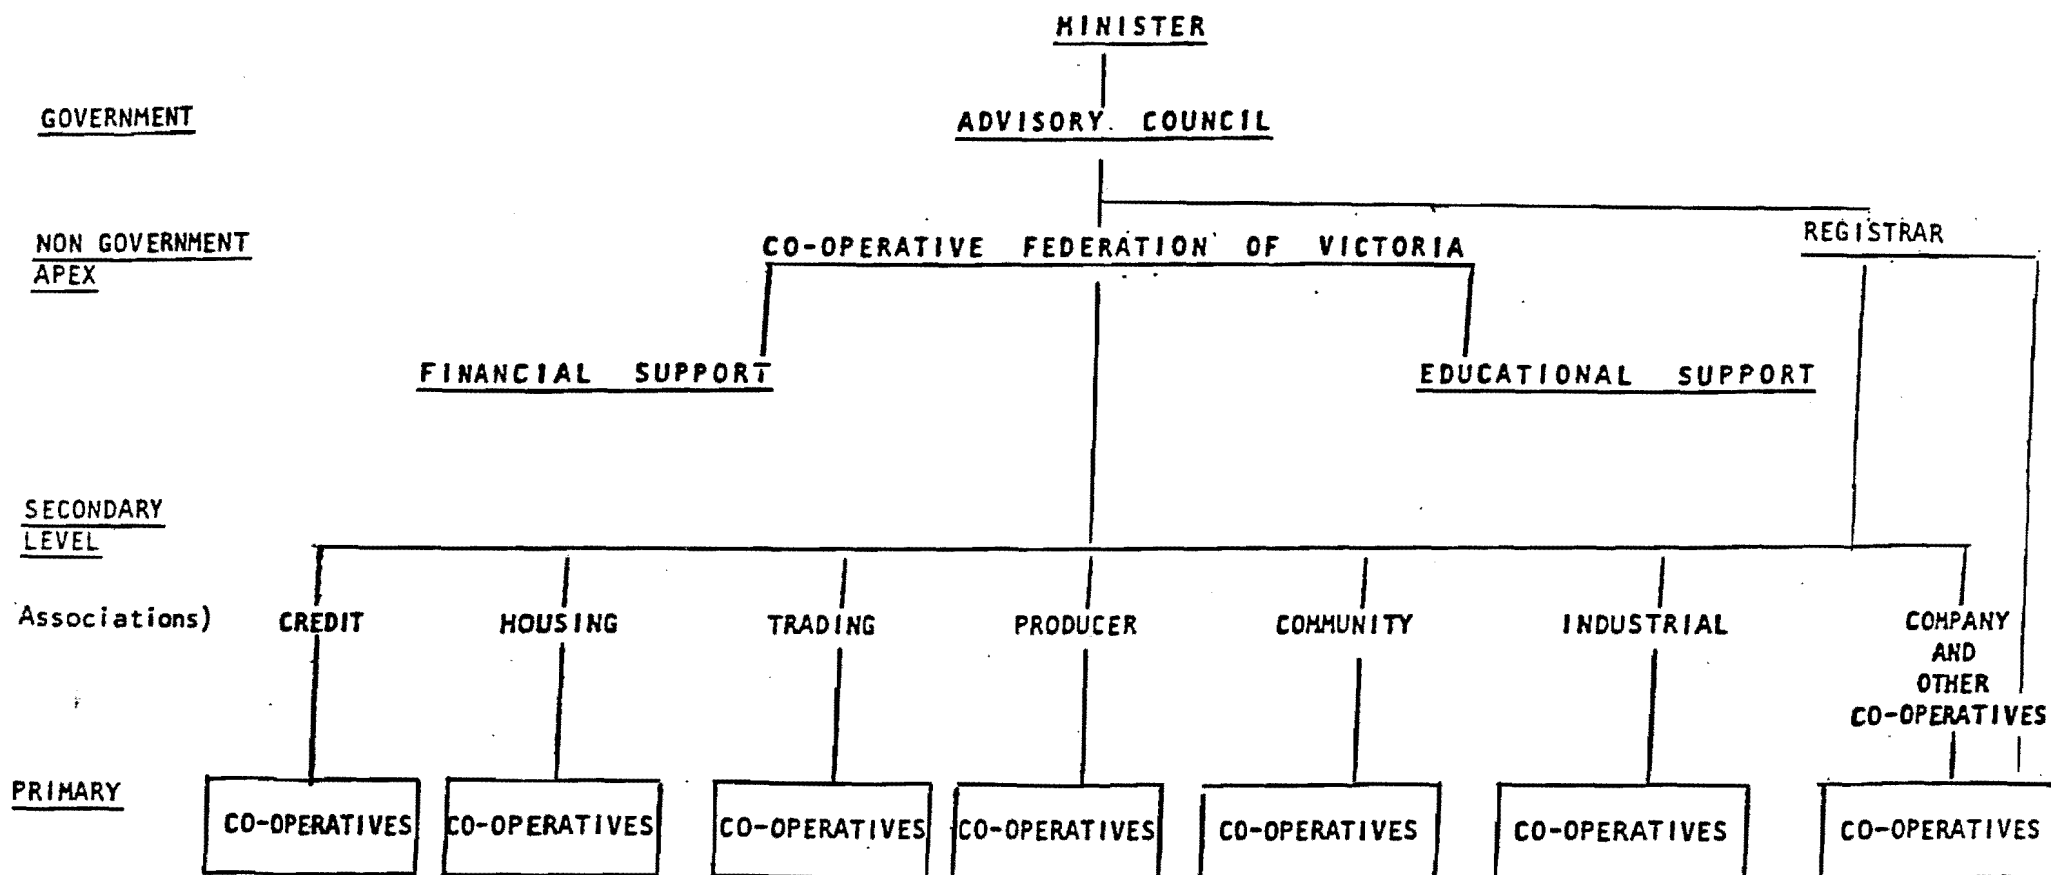 MINISTER
GOVERNMENT
ADVISORY. COUNCIL
NON GOVERNMENT
APEX
CO-OPERATIVE FEDERATION OF VICTORIA
REGISTRAR
FINANCIAL SUPPORT
EDUCATIONAL SUPPORT
SECONDARY
LEVEL
Associations) CREDIT HOUSING TRADING PRODUCER COMMUNITY INDUSTRIAL COMPANY
AND
OTHER
CO-OPERATIVES
PRIMARY
CO-OPERATIVES CO-OPERATIVES CO-OPERATIVES CO-OPERATIVES CO-OPERATIVES CO-OPERATIVES CO-OPERATIVES